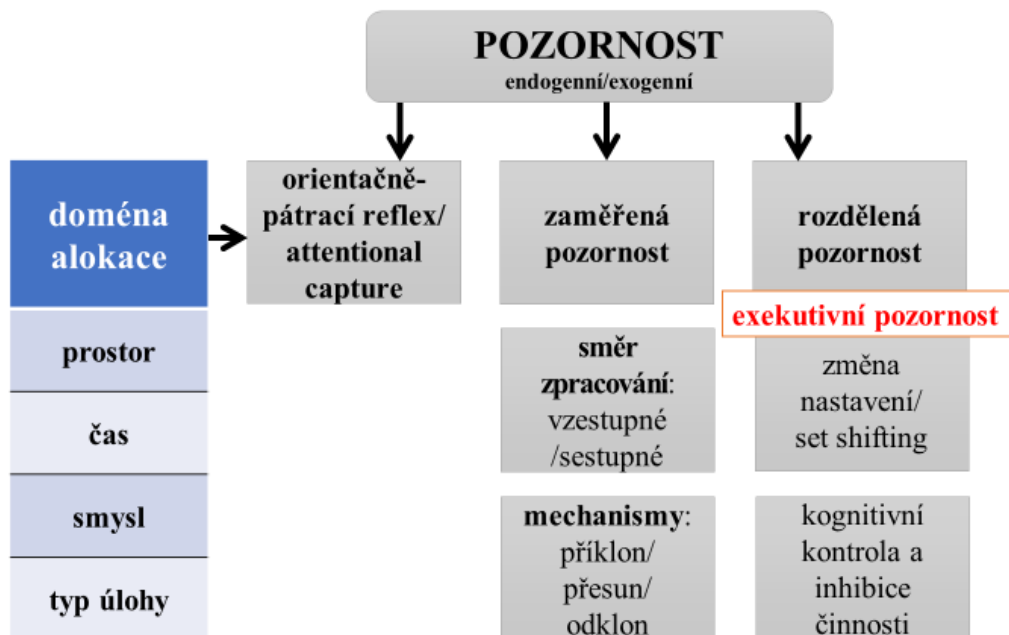 POZORNOST
endogenní/exogenní
doména
alokace
prostor
čas
smysl
typ úlohy
orientačně-
pátrací reflex/
attentional
capture
zaměřená
pozornost
směr
zpracování:
vzestupné
/sestupné
mechanismy:
příklon/
přesun/
odklon
rozdělená
pozornost
exekutivní pozornost
změna
nastavení/
set shifting
kognitivní
kontrola a
inhibice
činnosti